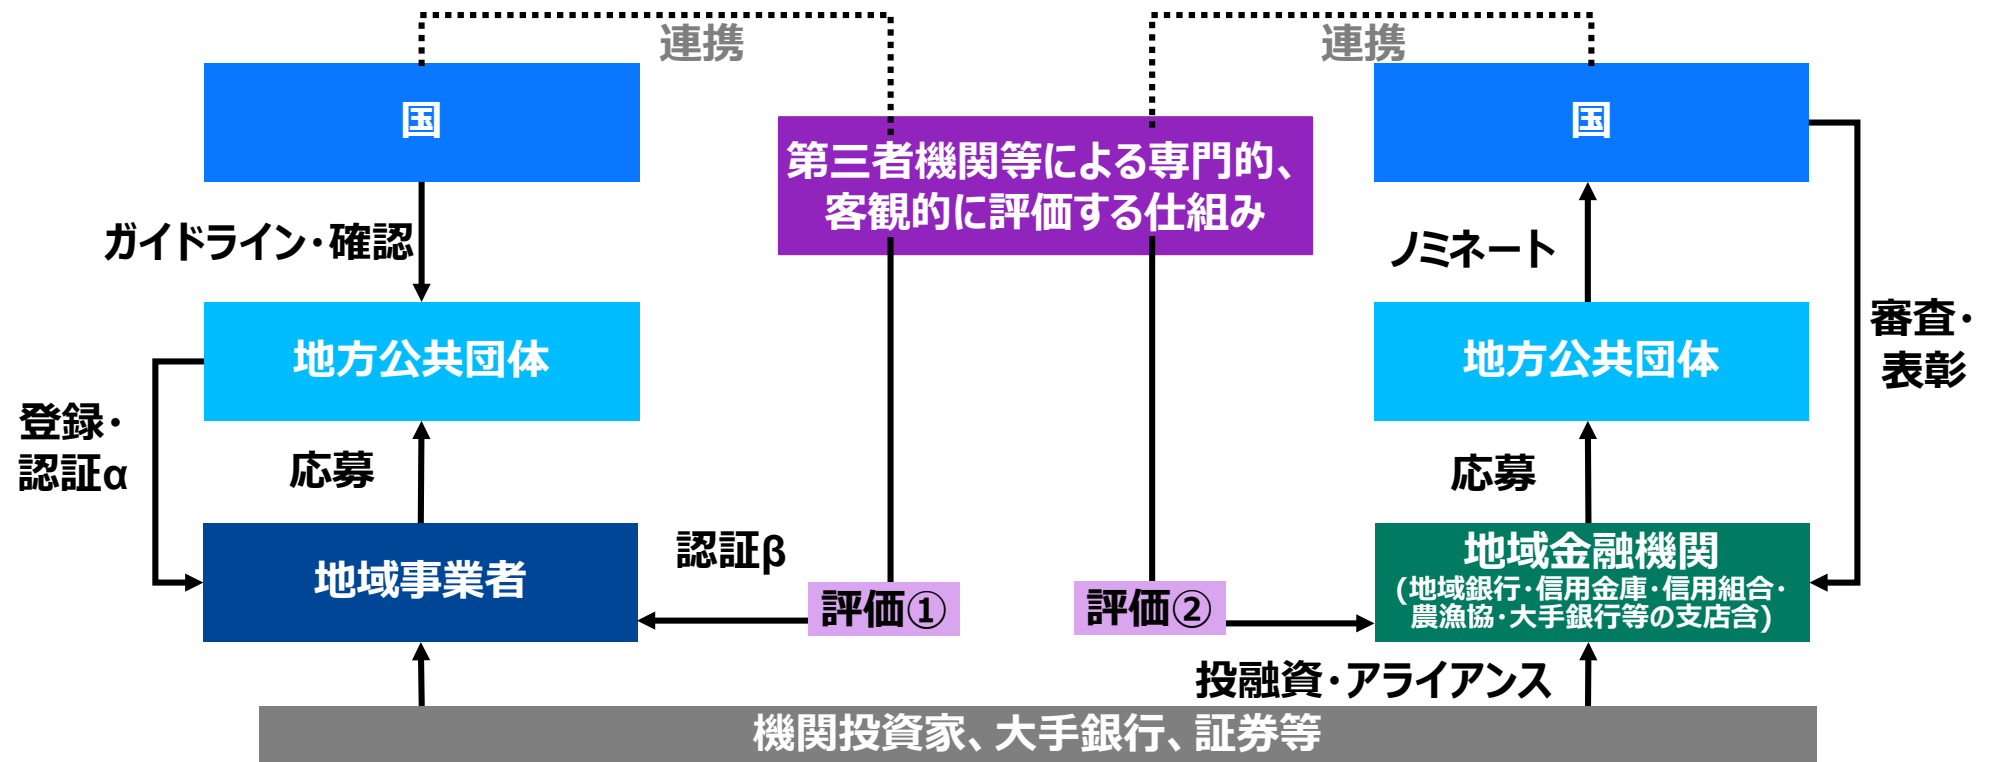 連携
連携
国
国
第三者機関等による専門的、
客観的に評価する仕組み
ガイドライン・確認
ノミネート
地方公共団体
地方公共団体
審査・
表彰
登録・
認証α
応募
応募
認証β
地域事業者
評価①
評価②
地域金融機関
(地域銀行・信用金庫・信用組合・
農漁協・大手銀行等の支店含)
投融資・アライアンス
機関投資家、大手銀行、証券等